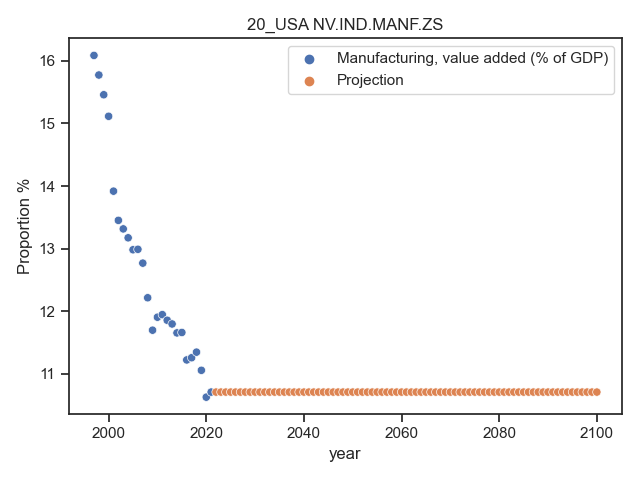 20_USA NV.IND.MANF.ZS
Manufacturing, value added (% of GDP)
Projection
Proportion %
16
15
14
13
12
11
2000
2020
2040
2060
2080
2100
year